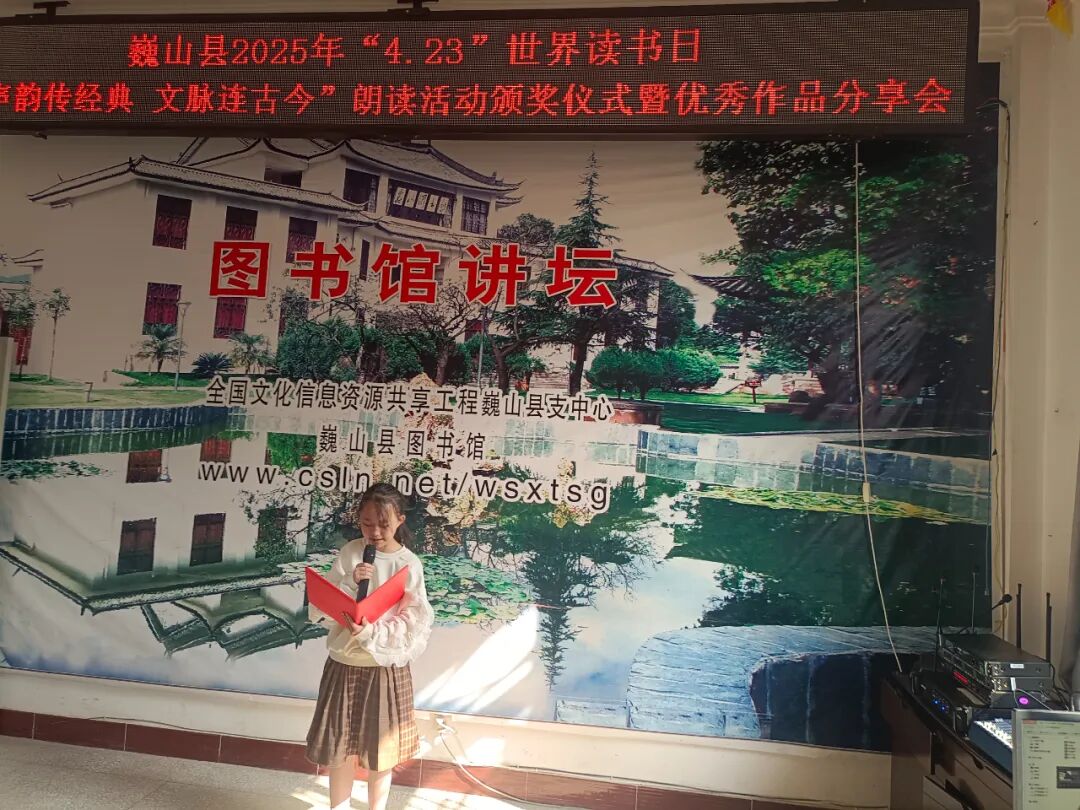 巍山县2025年“4.23”世界读书日
声韵传经典 文脉连古今”朗读活动颁奖仪式暨优秀作品分享会
图书馆讲坛
全国文化信息资源共享工程巍山县支中心
巍山县图书馆
www.csln.net/wsxtsg